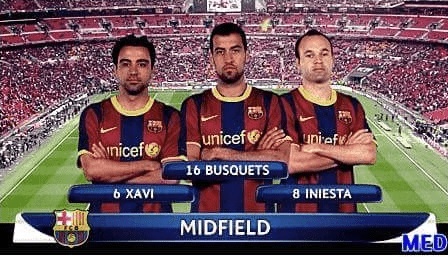 unicef unicef unicef
16 BUSQUETS
6 XAVI 8 INIESTA
MIDFIELD
MED